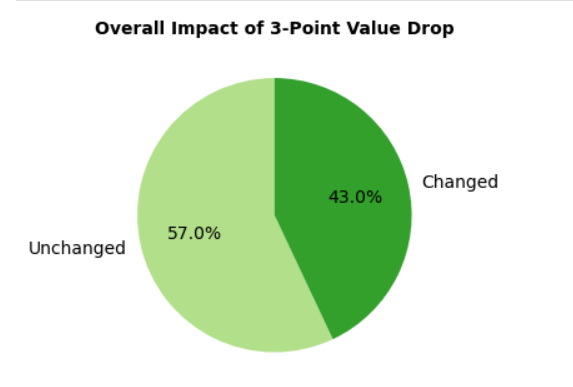 Overall Impact of 3-Point Value Drop
Changed
43.0%
57.0%
Unchanged